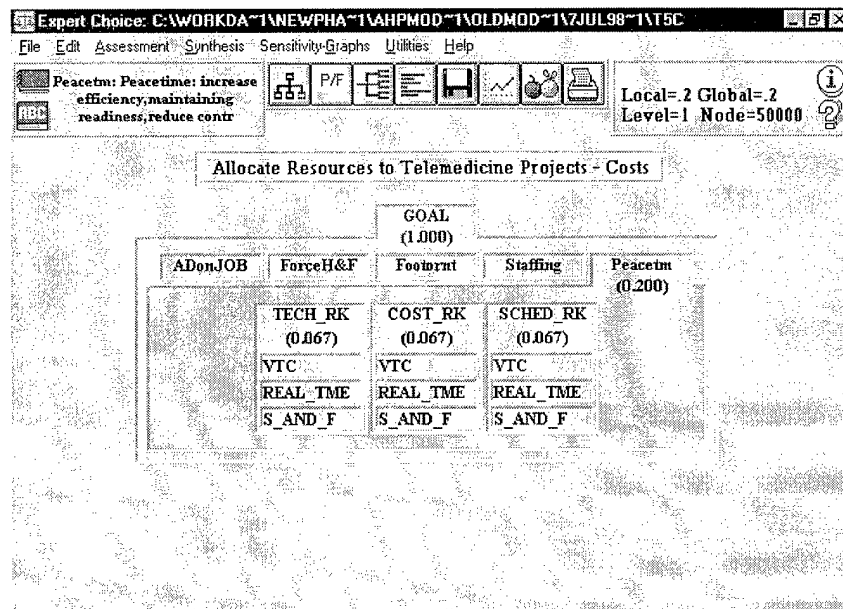 Expert Choice: C:\WORKDA~1\NEWPHA~1\AHPMOD~1\OLDMOD~1\7JUL98~1\T5C
File Edit Assessment Synthesis Sensitivity-Graphs Utilities Help
Peacetm: Peacetime: increase
efficiency,maintaining
readiness,reduce contr
ABC
P/F
Local=.2 Global=.2
Level=1 Node=50000
Allocate Resources to Telemedicine Projects - Costs
GOAL
(1.000)
ADonJOB ForceH&F Footprnt Staffing Peacetm
(0.200)
TECH_RK COST_RK SCHED_RK
(0.067) (0.067) (0.067)
VTC VTC VTC
REAL_TME REAL_TME REAL_TME
S_AND_F S_AND_F S_AND_F